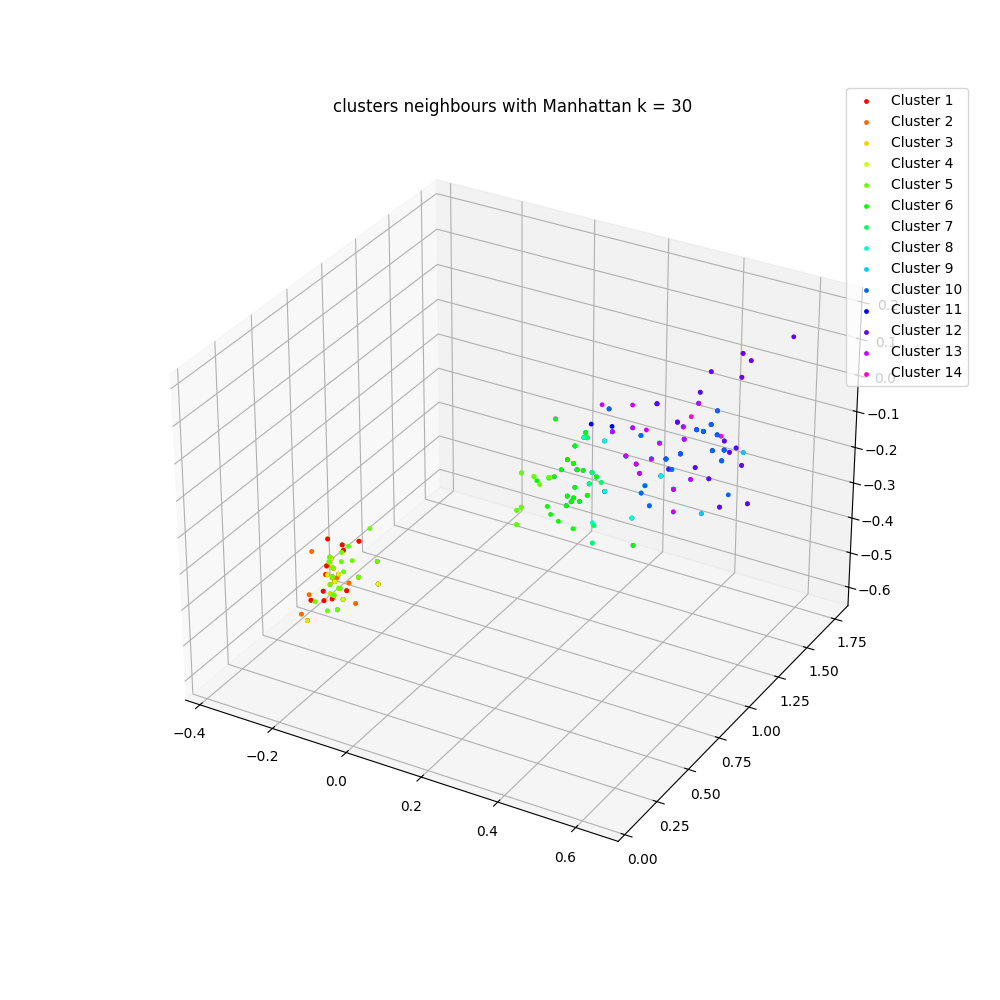 clusters neighbours with Manhattan k = 30
Cluster 1
Cluster 2
Cluster 3
Cluster 4
Cluster 5
Cluster 6
Cluster 7
Cluster 8
Cluster 9
Cluster 10
Cluster 11
Cluster 12
Cluster 13
Cluster 14
0.2
0.1
0.0
−0.1
−0.2
−0.3
−0.4
−0.5
−0.6
1.75
1.50
1.25
1.00
0.75
0.50
0.25
0.00
−0.4
−0.2
0.0
0.2
0.4
0.6